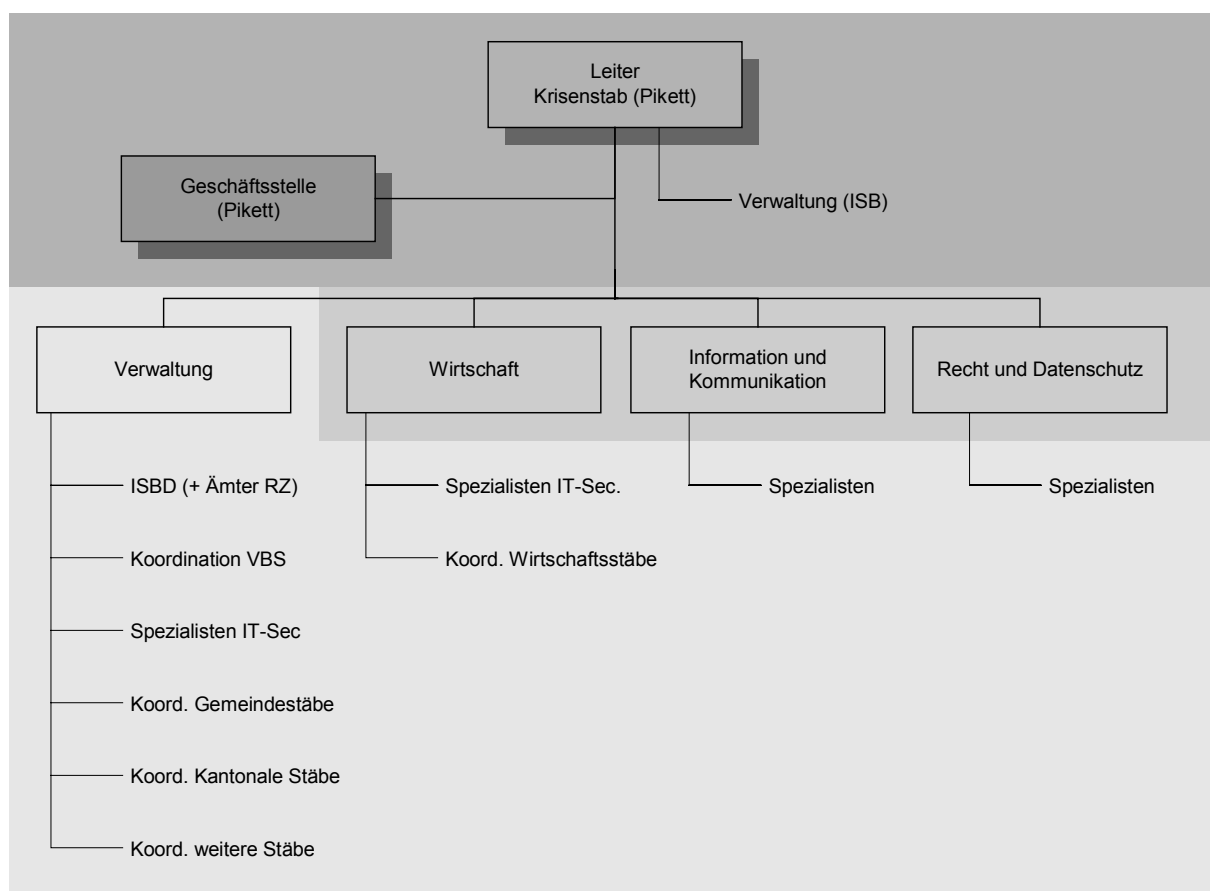 Leiter
Krisenstab (Pikett)
Geschäftsstelle
(Pikett)
Verwaltung (ISB)
Verwaltung
Wirtschaft
Information und
Kommunikation
Recht und Datenschutz
ISBD (+ Ämter RZ)
Koordination VBS
Spezialisten IT-Sec
Koord. Gemeindestäbe
Koord. Kantonale Stäbe
Koord. weitere Stäbe
Spezialisten IT-Sec.
Koord. Wirtschaftsstäbe
Spezialisten
Spezialisten